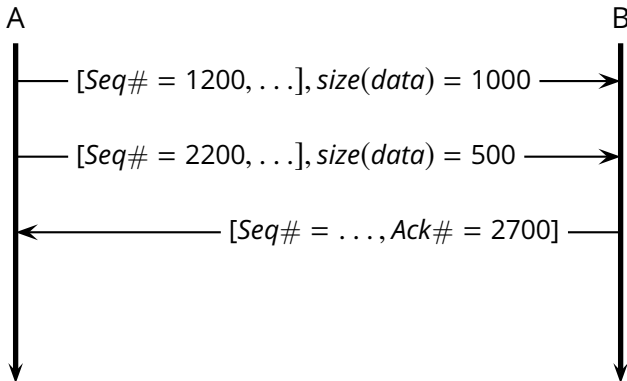 A B
[Seq# = 1200, . . .], size(data) = 1000
[Seq# = 2200, . . .], size(data) = 500
[Seq# = . . . , Ack# = 2700]